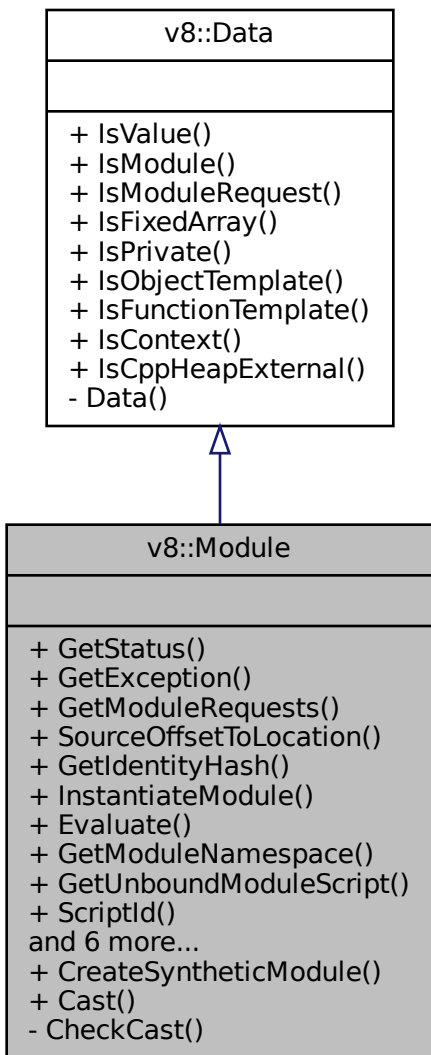 v8::Data
+ IsValue()
+ IsModule()
+ IsModuleRequest()
+ IsFixedArray()
+ IsPrivate()
+ IsObjectTemplate()
+ IsFunctionTemplate()
+ IsContext()
+ IsCppHeapExternal()
- Data()
v8::Module
+ GetStatus()
+ GetException()
+ GetModuleRequests()
+ SourceOffsetToLocation()
+ GetIdentityHash()
+ InstantiateModule()
+ Evaluate()
+ GetModuleNamespace()
+ GetUnboundModuleScript()
+ ScriptId()
and 6 more...
+ CreateSyntheticModule()
+ Cast()
- CheckCast()